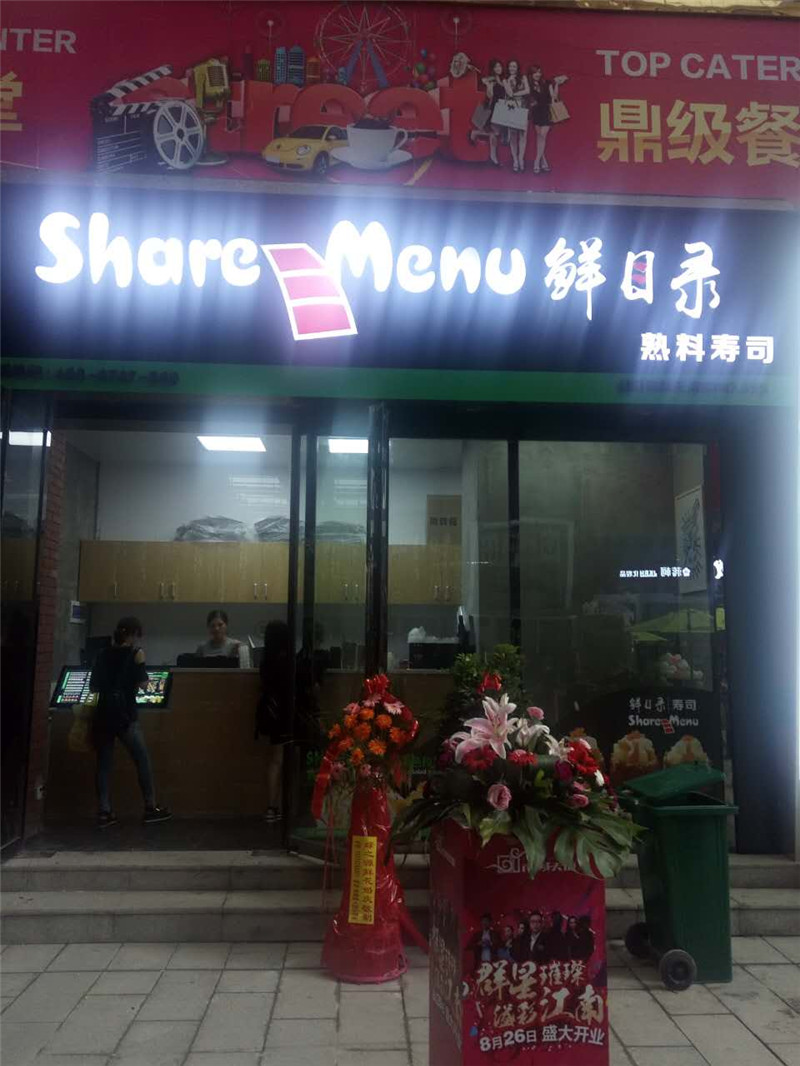 NTER
堂
street
TOP CATER
鼎级餐
Share Menu 鲜目录
熟料寿司
鲜目录 寿司
Share Menu
群星璀璨
溢彩江南
8月26日 盛大开业